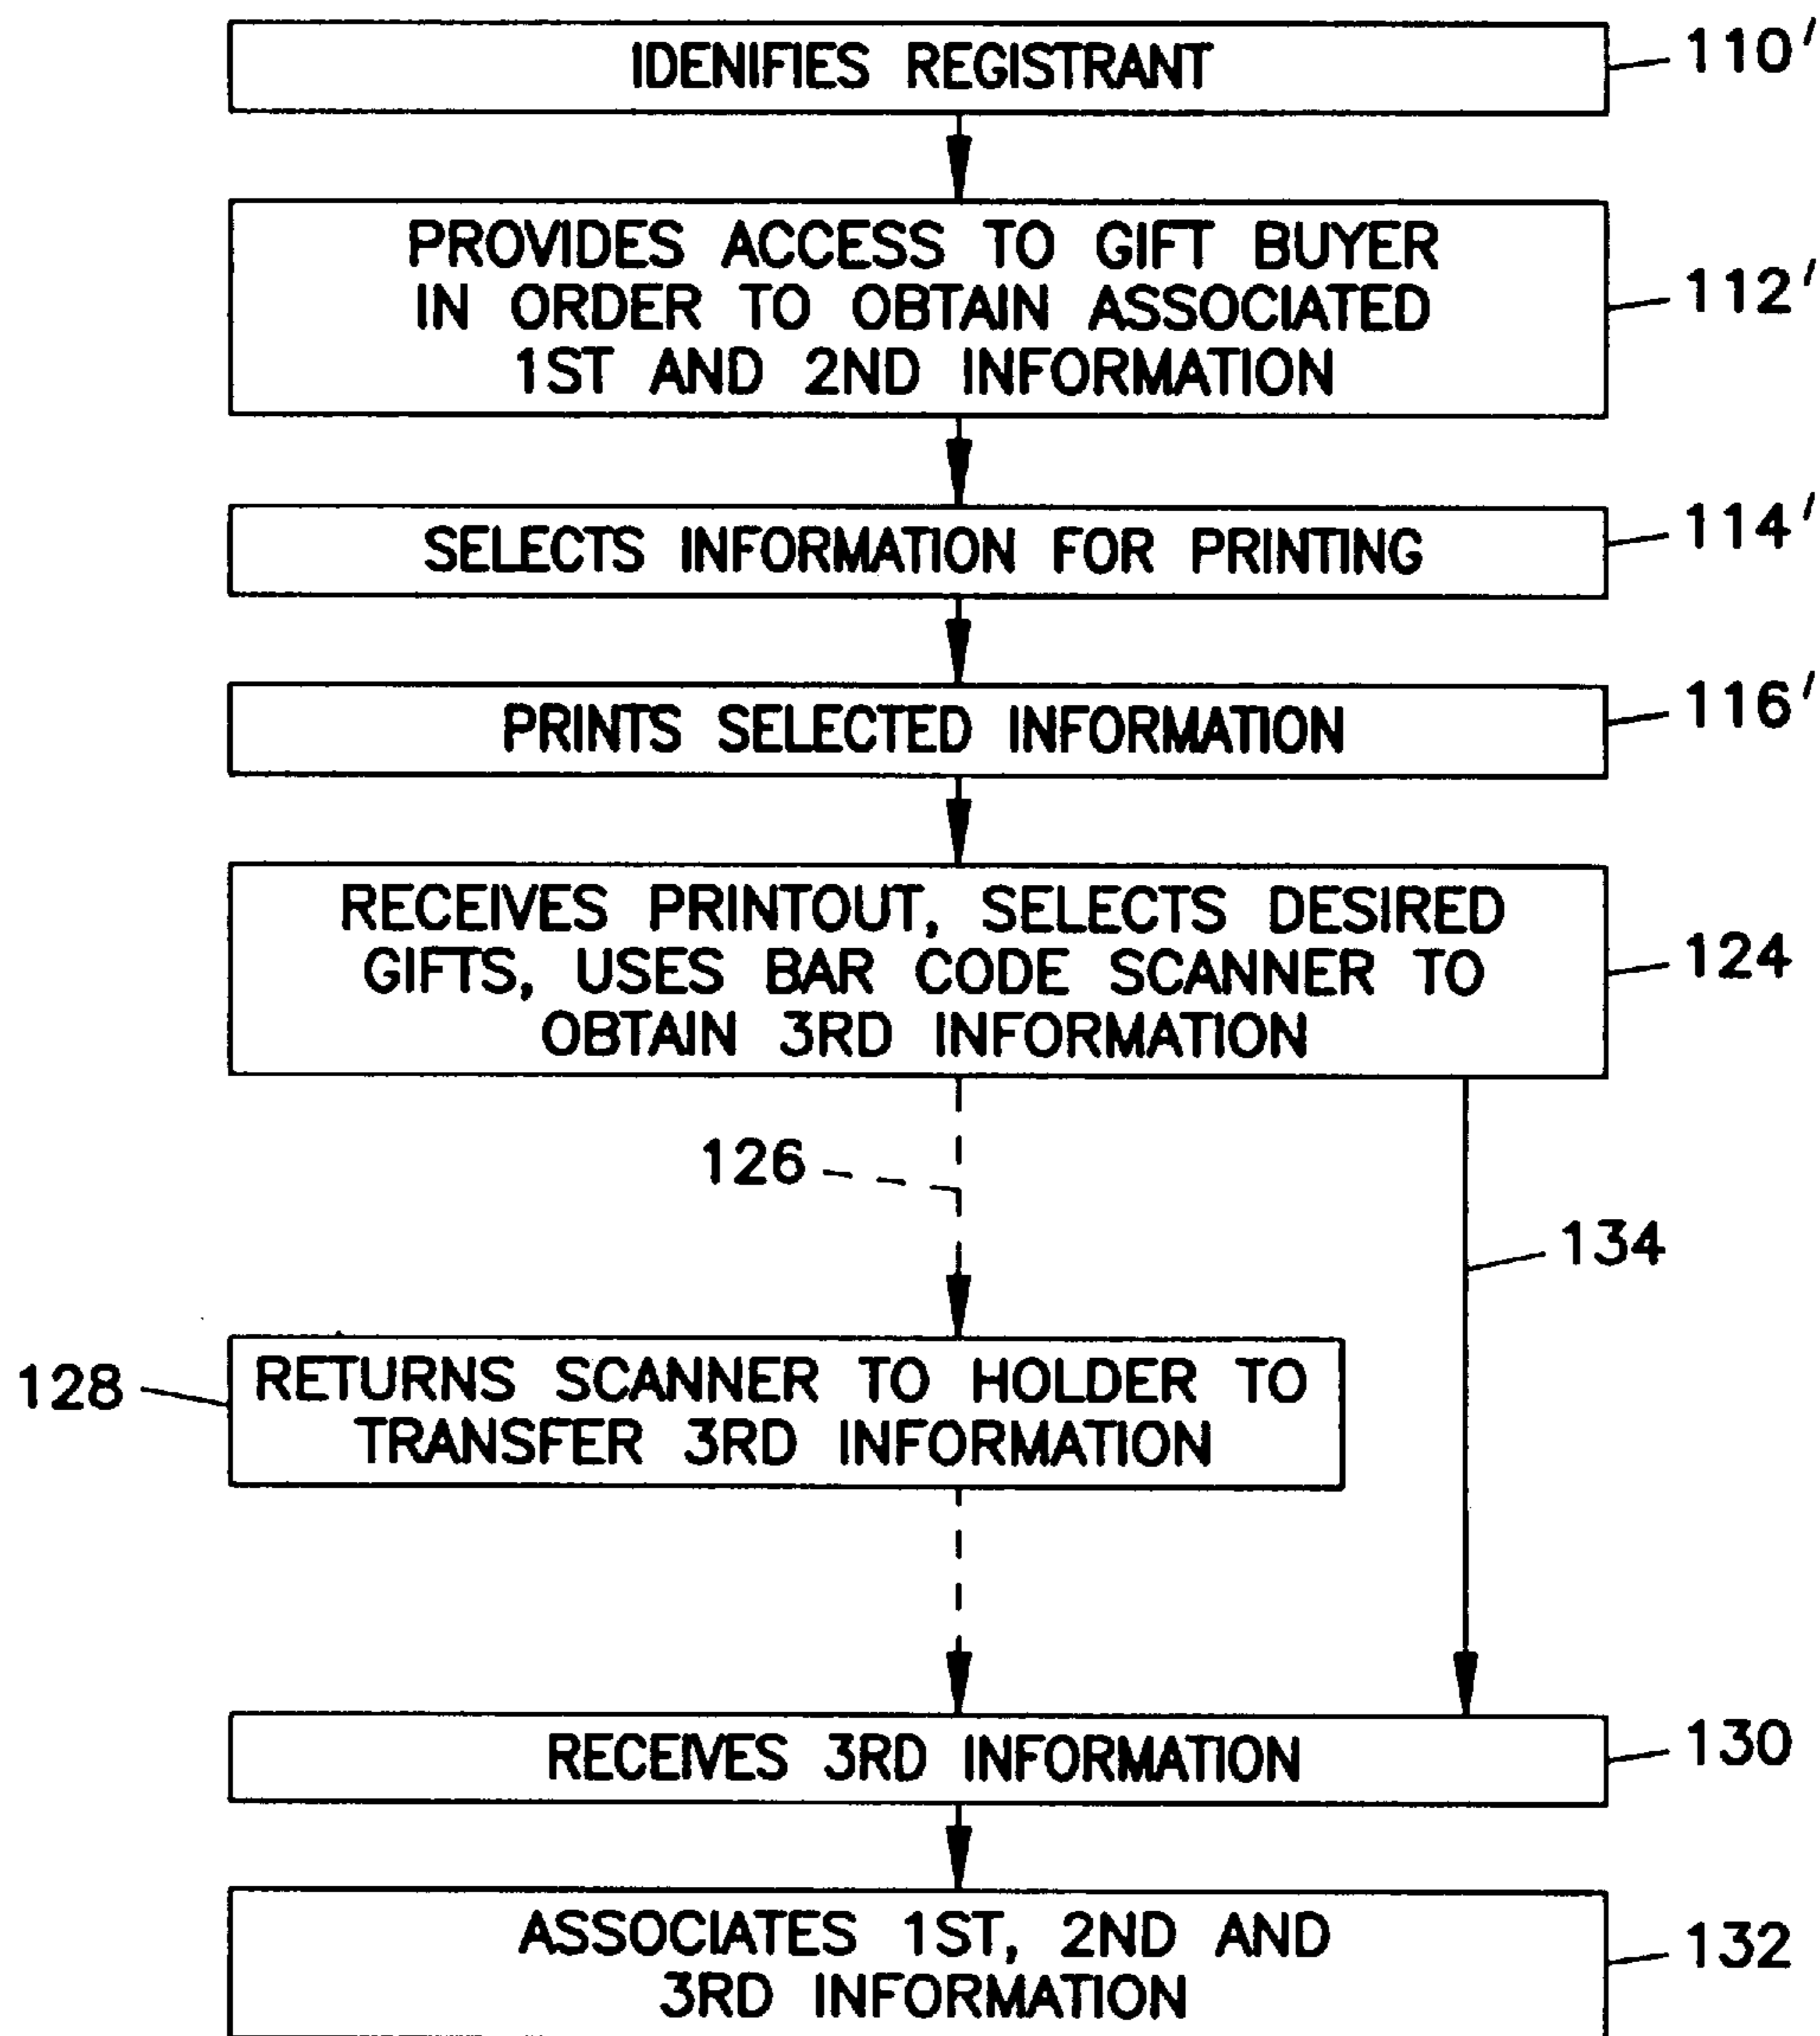 IDENIFIES REGISTRANT
110'
PROVIDES ACCESS TO GIFT BUYER
IN ORDER TO OBTAIN ASSOCIATED
1ST AND 2ND INFORMATION
112'
SELECTS INFORMATION FOR PRINTING
114'
PRINTS SELECTED INFORMATION
116'
RECEIVES PRINTOUT, SELECTS DESIRED
GIFTS, USES BAR CODE SCANNER TO
OBTAIN 3RD INFORMATION
124
126
134
128
RETURNS SCANNER TO HOLDER TO
TRANSFER 3RD INFORMATION
RECEIVES 3RD INFORMATION
130
ASSOCIATES 1ST, 2ND AND
3RD INFORMATION
132